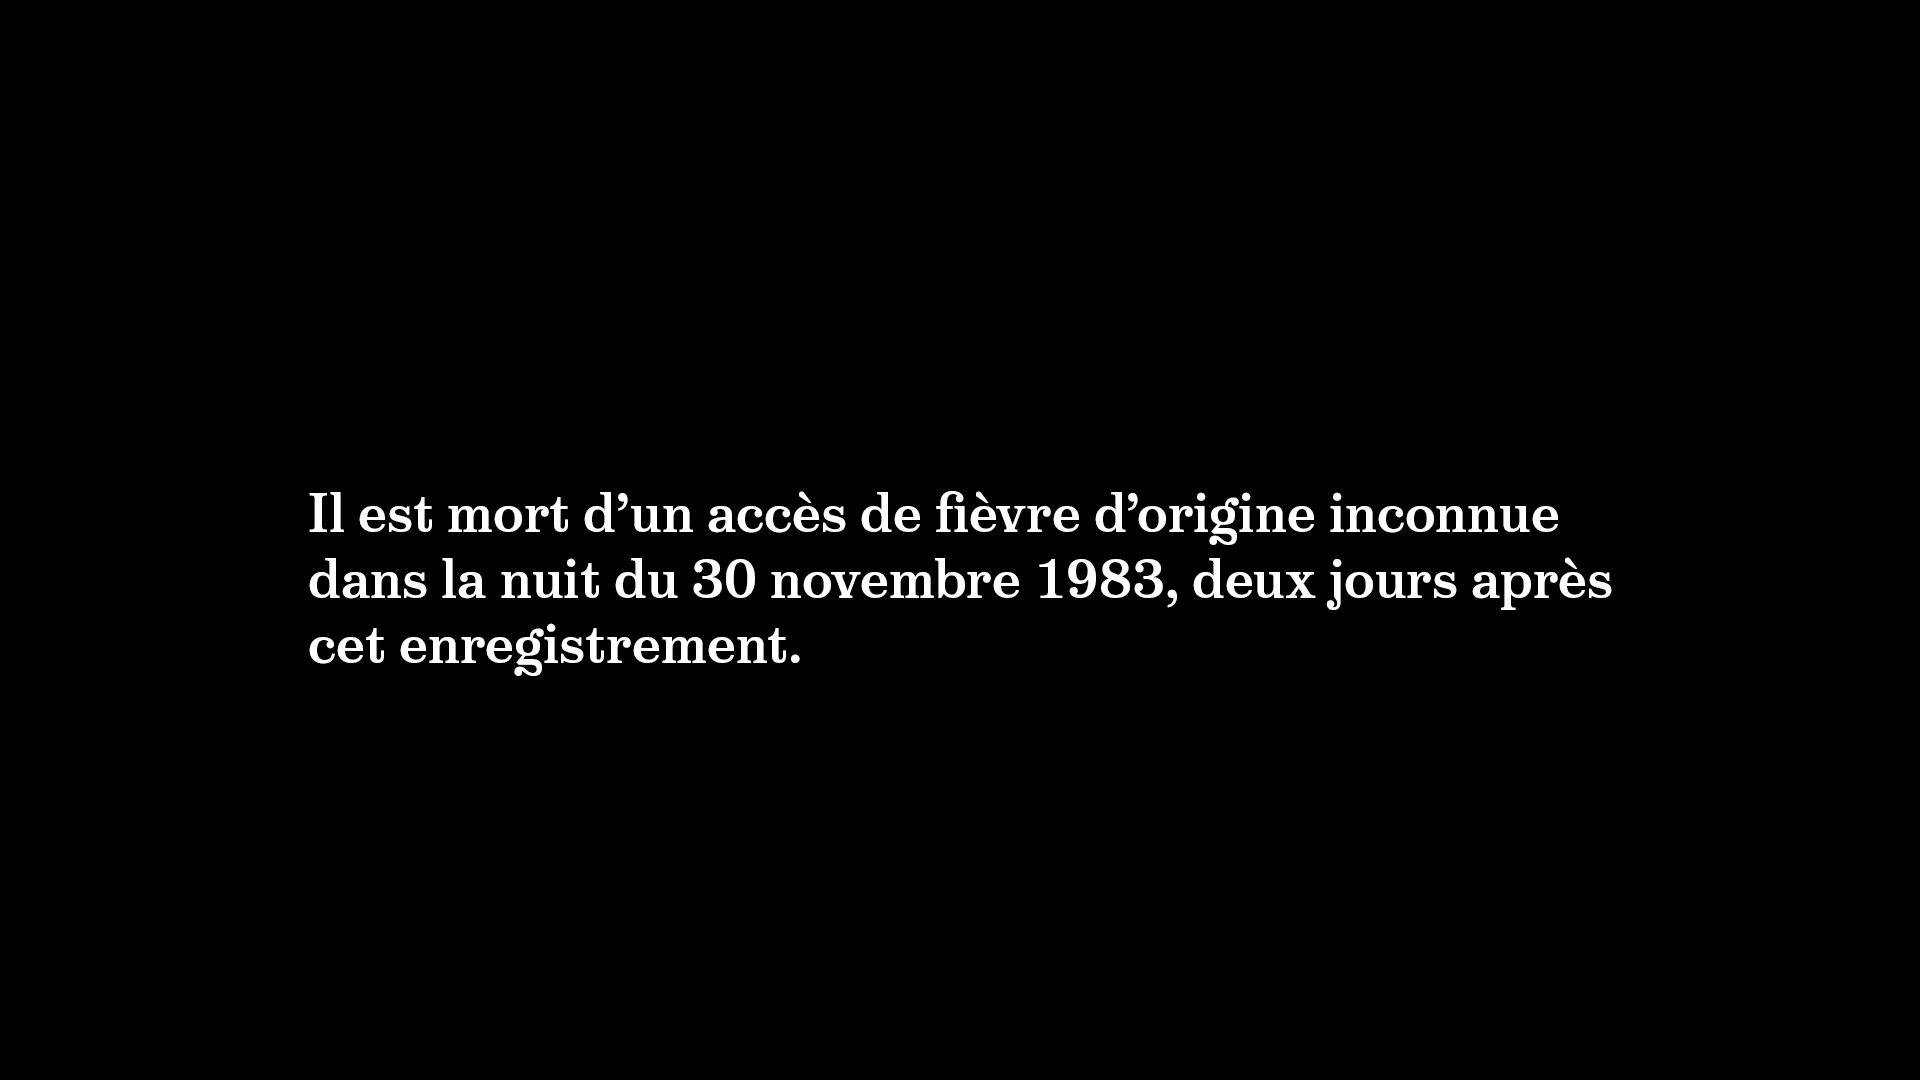 Il est mort d’un accès de fièvre d’origine inconnue
dans la nuit du 30 novembre 1983, deux jours après
cet enregistrement.